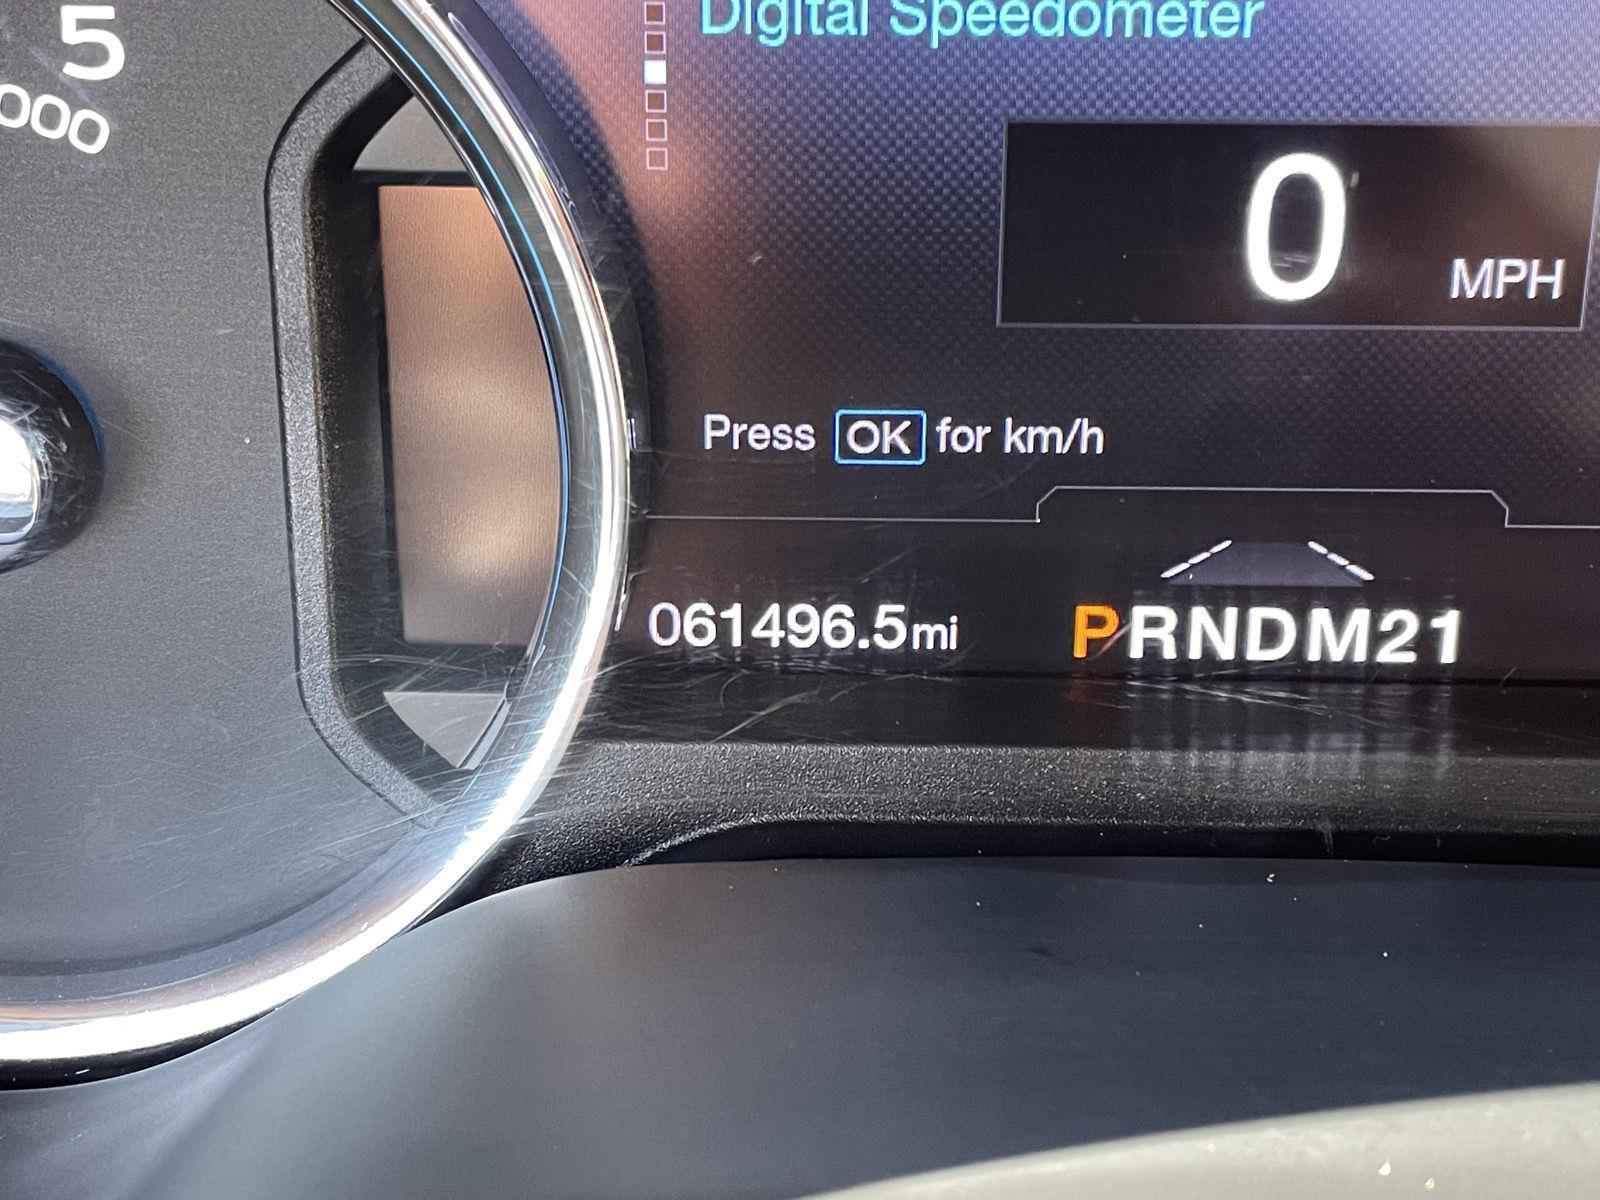 5
000
Digital Speedometer
0
MPH
Press OK for km/h
061496.5mi
PRNDM21